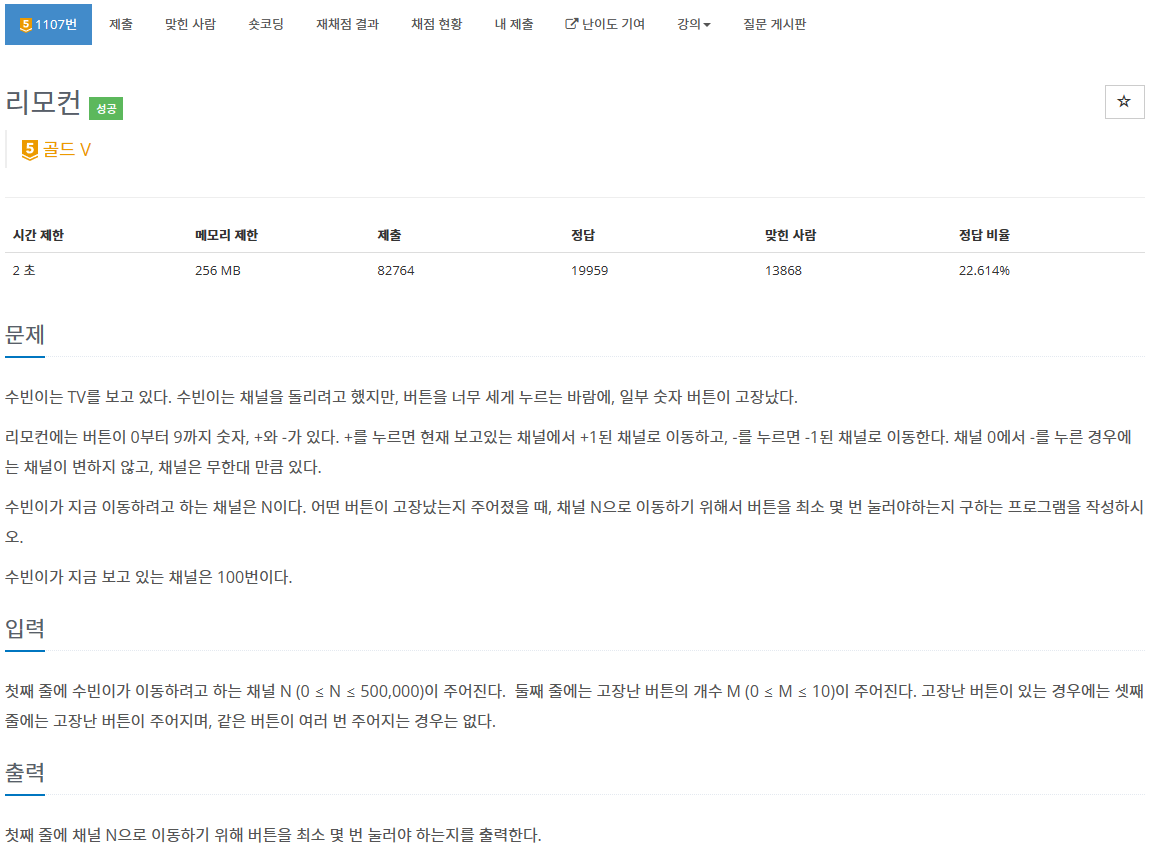 5 1107번 제출 맞힌 사람 숏코딩 재채점 결과 채점 현황 내 제출 난이도 기여 강의 질문 게시판
리모컨 성공
5 골드 V
시간 제한 메모리 제한 제출 정답 맞힌 사람 정답 비율
2 초 256 MB 82764 19959 13868 22.614%
문제
수빈이는 TV를 보고 있다. 수빈이는 채널을 돌리려고 했지만, 버튼을 너무 세게 누르는 바람에, 일부 숫자 버튼이 고장났다.
리모컨에는 버튼이 0부터 9까지 숫자, +와 -가 있다. +를 누르면 현재 보고있는 채널에서 +1된 채널로 이동하고, -를 누르면 -1된 채널로 이동한다. 채널 0에서 -를 누른 경우에
는 채널이 변하지 않고, 채널은 무한대 만큼 있다.
수빈이가 지금 이동하려고 하는 채널은 N이다. 어떤 버튼이 고장났는지 주어졌을 때, 채널 N으로 이동하기 위해서 버튼을 최소 몇 번 눌러야하는지 구하는 프로그램을 작성하시
오.
수빈이가 지금 보고 있는 채널은 100번이다.
입력
첫째 줄에 수빈이가 이동하려고 하는 채널 N (0 ≤ N ≤ 500,000)이 주어진다. 둘째 줄에는 고장난 버튼의 개수 M (0 ≤ M ≤ 10)이 주어진다. 고장난 버튼이 있는 경우에는 셋째
줄에는 고장난 버튼이 주어지며, 같은 버튼이 여러 번 주어지는 경우는 없다.
출력
첫째 줄에 채널 N으로 이동하기 위해 버튼을 최소 몇 번 눌러야 하는지를 출력한다.